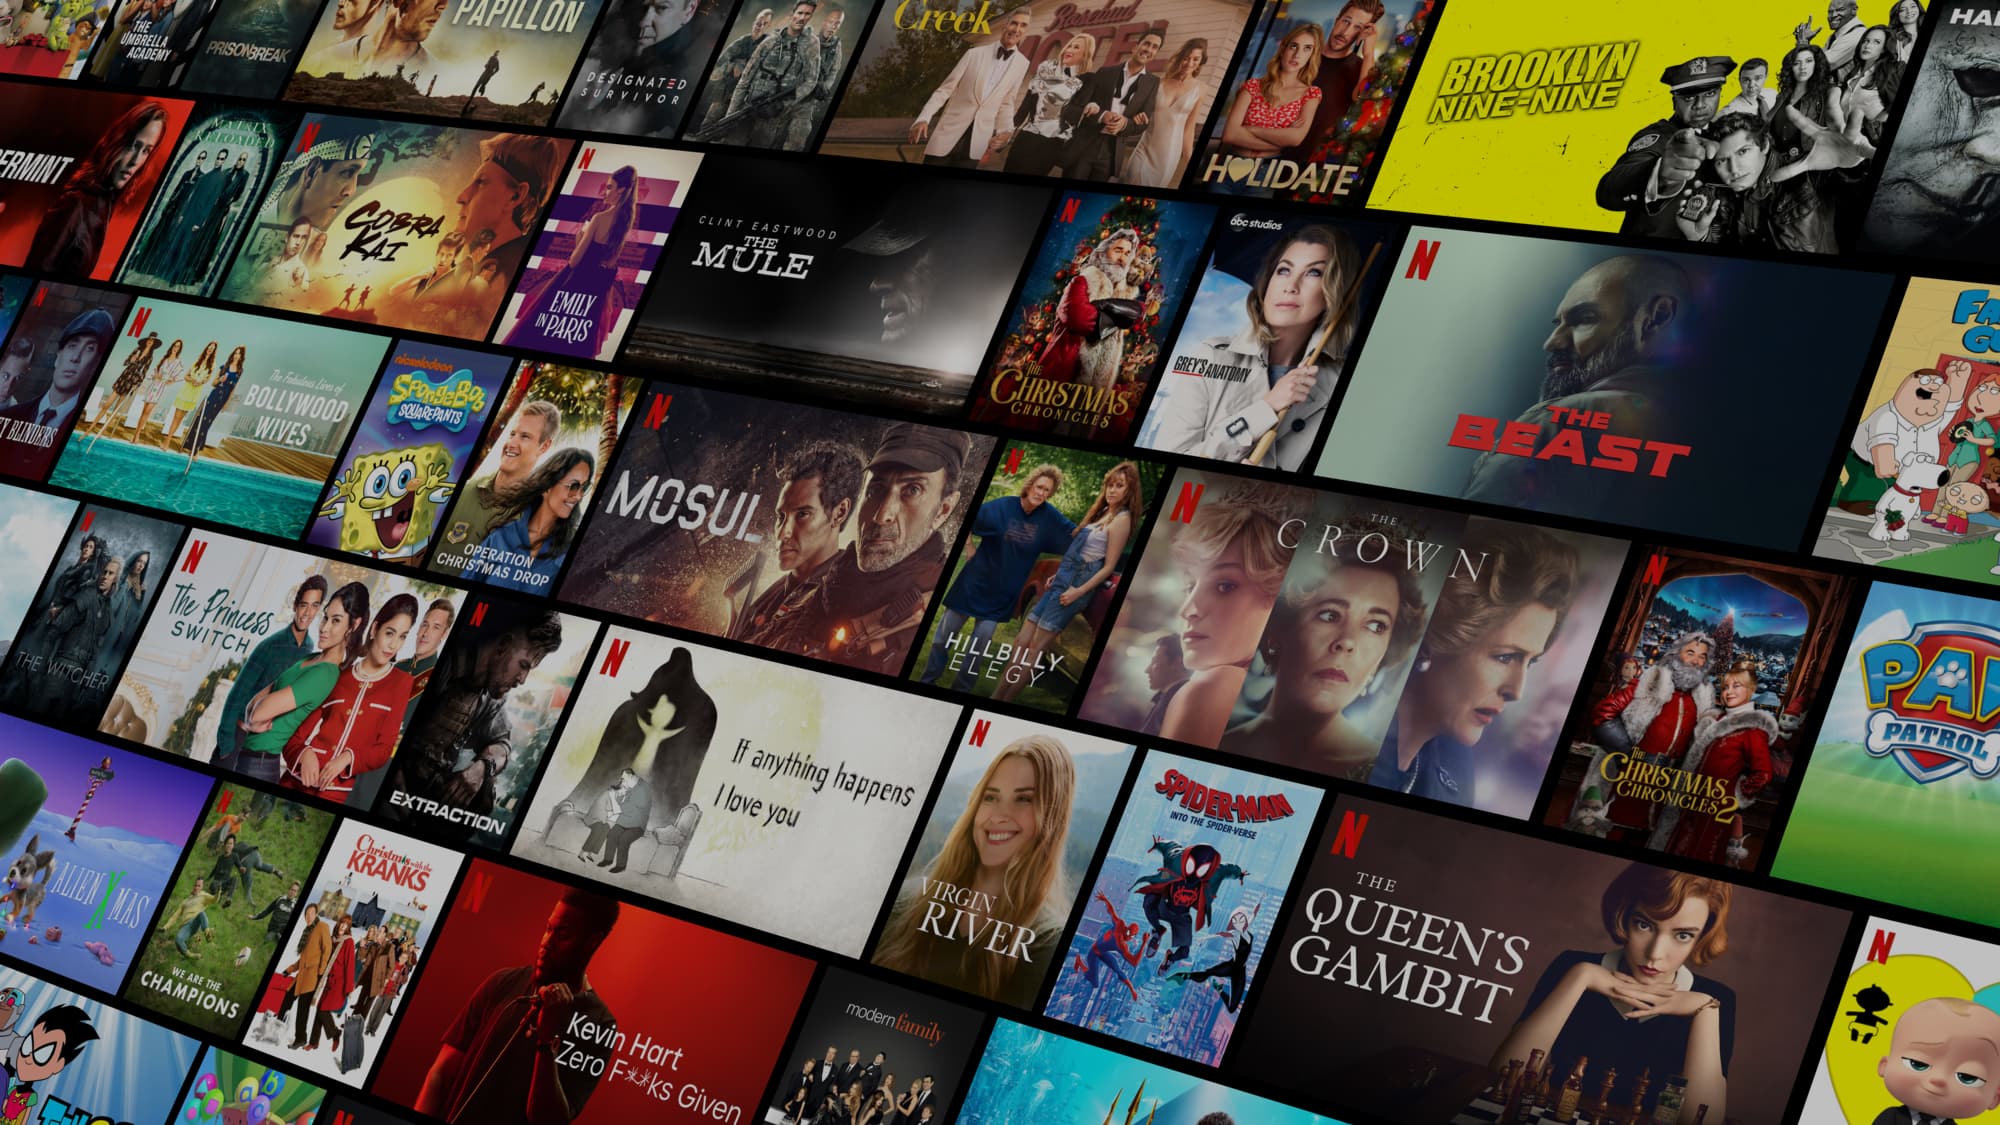 THE
UMBRELLA
ACADEMY
PRISON BREAK
PAPILLON
DESIGNATED
SURVIVOR
Creek
Rosebud
MOTEL
HOLIDATE
BROOKLYN
NINE-NINE
HA
ERMINT
MATRIX
RELOADED
N
COBRA
KAI
N
EMILY
IN PARIS
CLINT EASTWOOD
THE
MULE
N
THE
CHRISTMAS
CHRONICLES
abc studios
GREY'S ANATOMY
N
THE
BEAST
FA
GU
N
Y BLINDERS
N
The Fabulous Lives of
BOLLYWOOD
WIVES
nickelodeon
SpongeBob
SQUAREPANTS
N
OPERATION
CHRISTMAS DROP
N
MOSUL
N
HILLBILLY
ELEGY
N
THE
CROWN
N
THE
CHRISTMAS
CHRONICLES 2
PAW
PATROL
N
THE WITCHER
N
The Princess
SWITCH
N
EXTRACTION
N
If anything happens
I love you
N
VIRGIN
RIVER
SPIDER-MAN
INTO THE SPIDER-VERSE
N
THE
QUEEN'S
GAMBIT
N
ALIEN XMAS
N
WE ARE THE
CHAMPIONS
Christmas with the
KRANKS
N
Kevin Hart
Zero F**ks Given
modern family
N